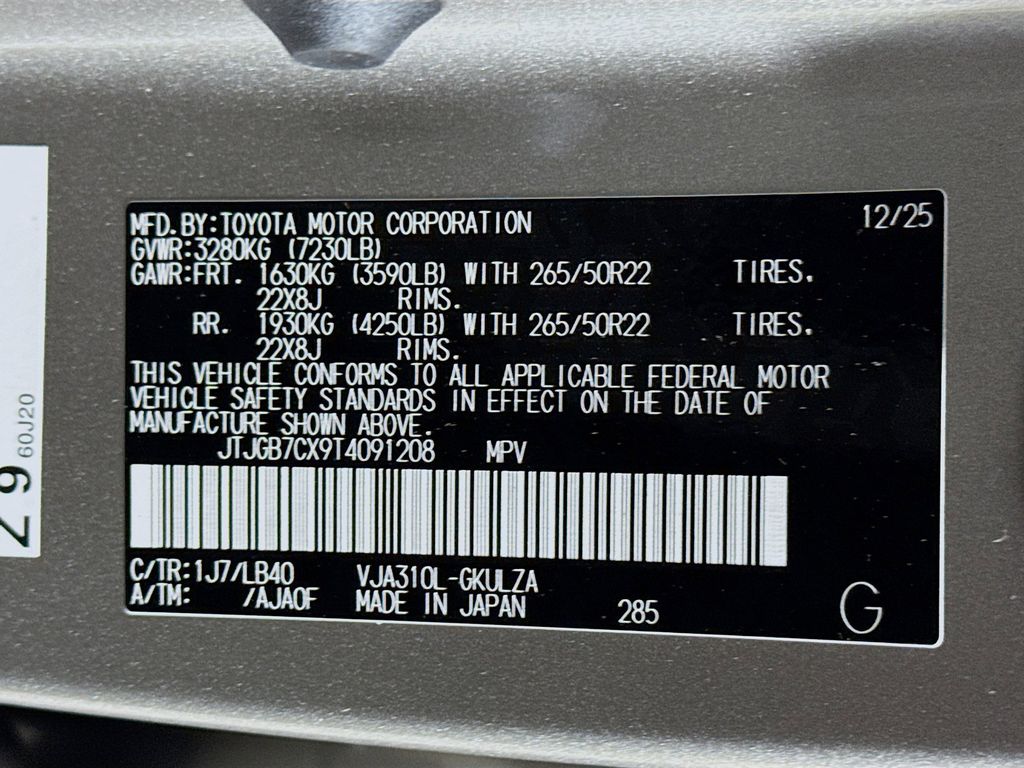 MFD.BY:TOYOTA MOTOR CORPORATION 12/25
GVWR:3280KG (7230LB)
GAWR:FRT. 1630KG (3590LB) WITH 265/50R22 TIRES.
22X8J RIMS.
RR. 1930KG (4250LB) WITH 265/50R22 TIRES.
22X8J RIMS.
THIS VEHICLE CONFORMS TO ALL APPLICABLE FEDERAL MOTOR
VEHICLE SAFETY STANDARDS IN EFFECT ON THE DATE OF
MANUFACTURE SHOWN ABOVE.
JTJGB7CX9T4091208 MPV
C/TR:1J7/LB40 VJA310L-GKULZA
A/TM: /AJA0F MADE IN JAPAN 285 G
60J20